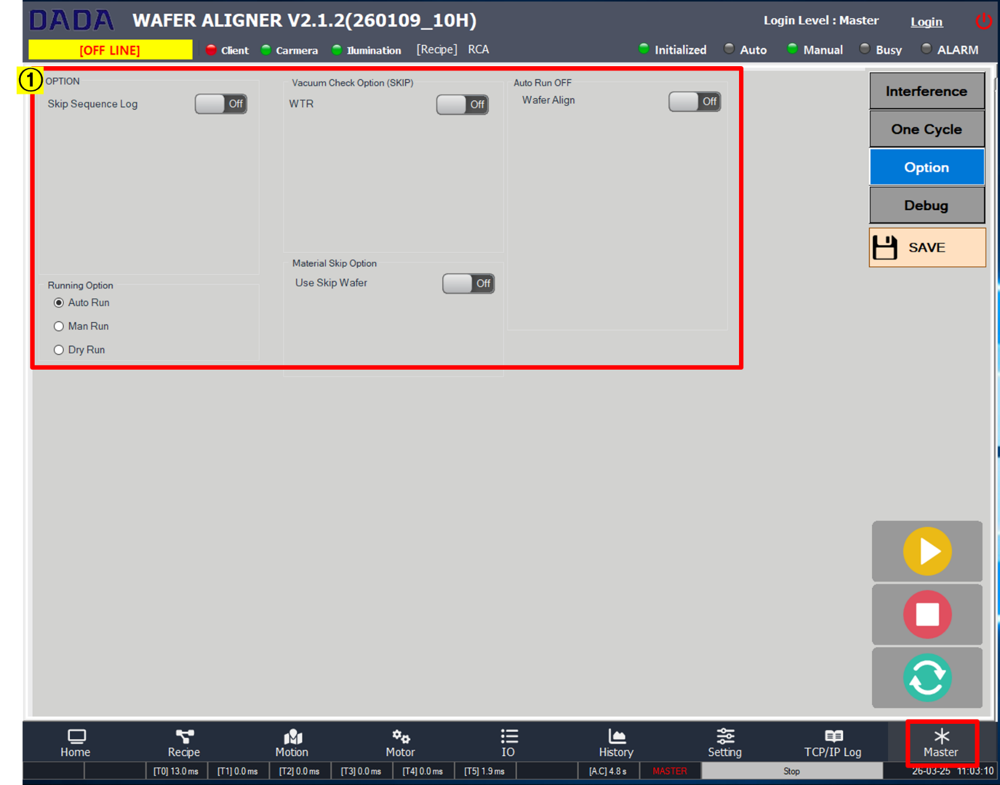 DADA WAFER ALIGNER V2.1.2(260109_10H) Login Level : Master Login
[OFF LINE] Client Carmera Ilumination [Recipe] RCA Initialized Auto Manual Busy ALARM
①
OPTION
Skip Sequence Log Off
Vacuum Check Option (SKIP)
WTR Off
Auto Run OFF
Wafer Align Off
Material Skip Option
Use Skip Wafer Off
Running Option
Auto Run
Man Run
Dry Run
Interference
One Cycle
Option
Debug
SAVE
Home Recipe Motion Motor IO History Setting TCP/IP Log Master
[T0] 13.0 ms [T1] 0.0 ms [T2] 0.0 ms [T3] 0.0 ms [T4] 0.0 ms [T5] 1.9 ms [A.C] 4.8 s MASTER Stop 26-03-25 11:03:10